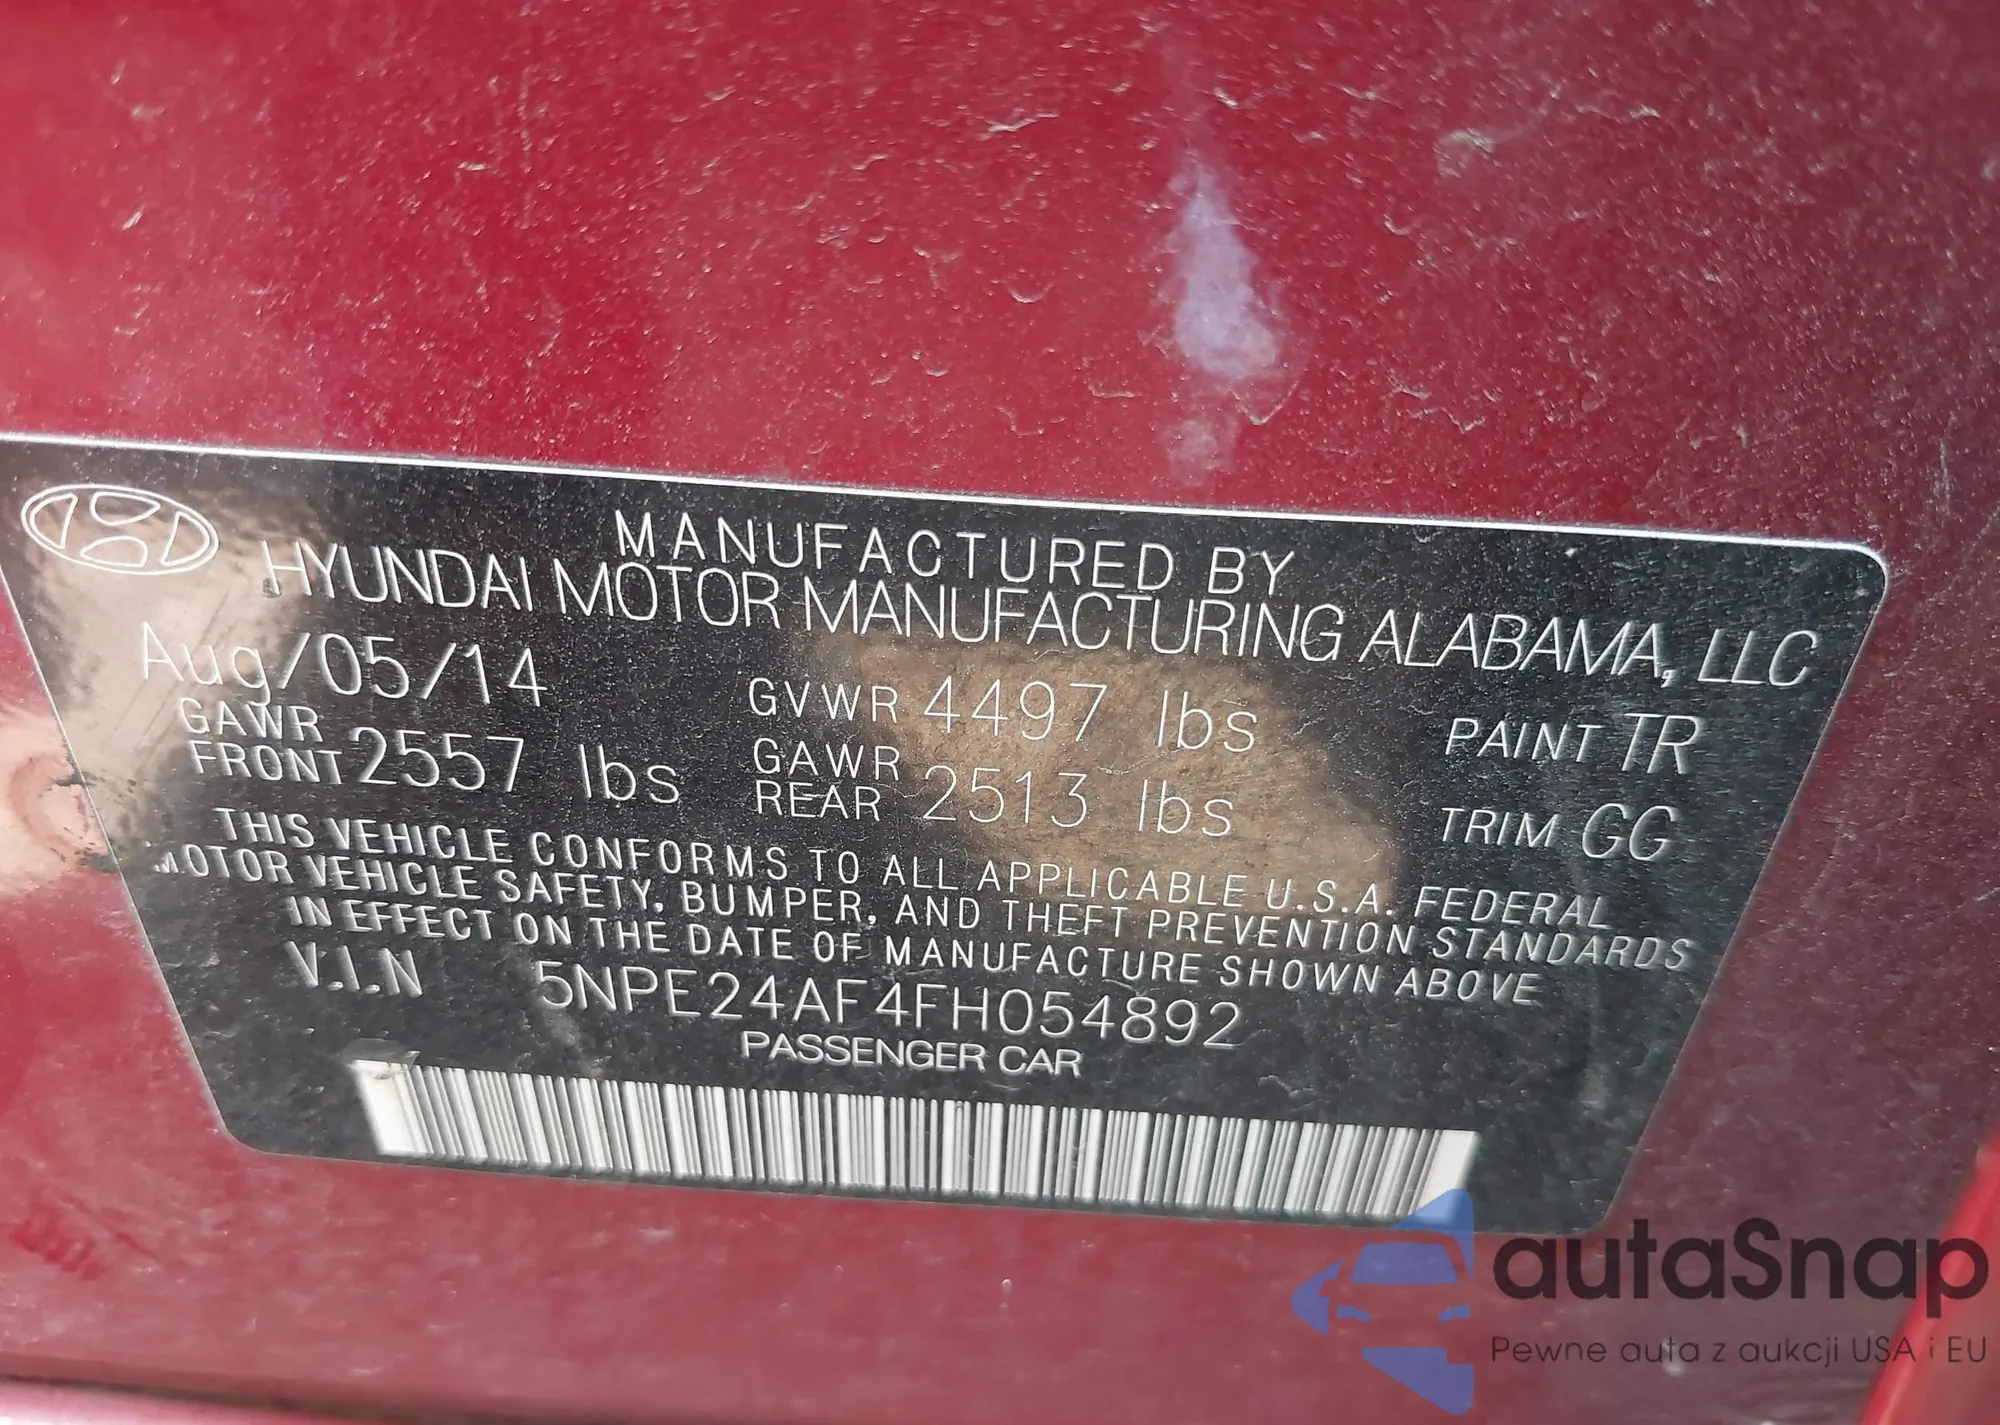 MANUFACTURED BY
HYUNDAI MOTOR MANUFACTURING ALABAMA, LLC
Aug/05/14 GVWR 4497 lbs PAINT TR
GAWR FRONT 2557 lbs GAWR REAR 2513 lbs TRIM GG
THIS VEHICLE CONFORMS TO ALL APPLICABLE U.S.A. FEDERAL
MOTOR VEHICLE SAFETY, BUMPER, AND THEFT PREVENTION STANDARDS
IN EFFECT ON THE DATE OF MANUFACTURE SHOWN ABOVE
V.I.N 5NPE24AF4FH054892
PASSENGER CAR
autaSnap
Pewne auta z aukcji USA i EU